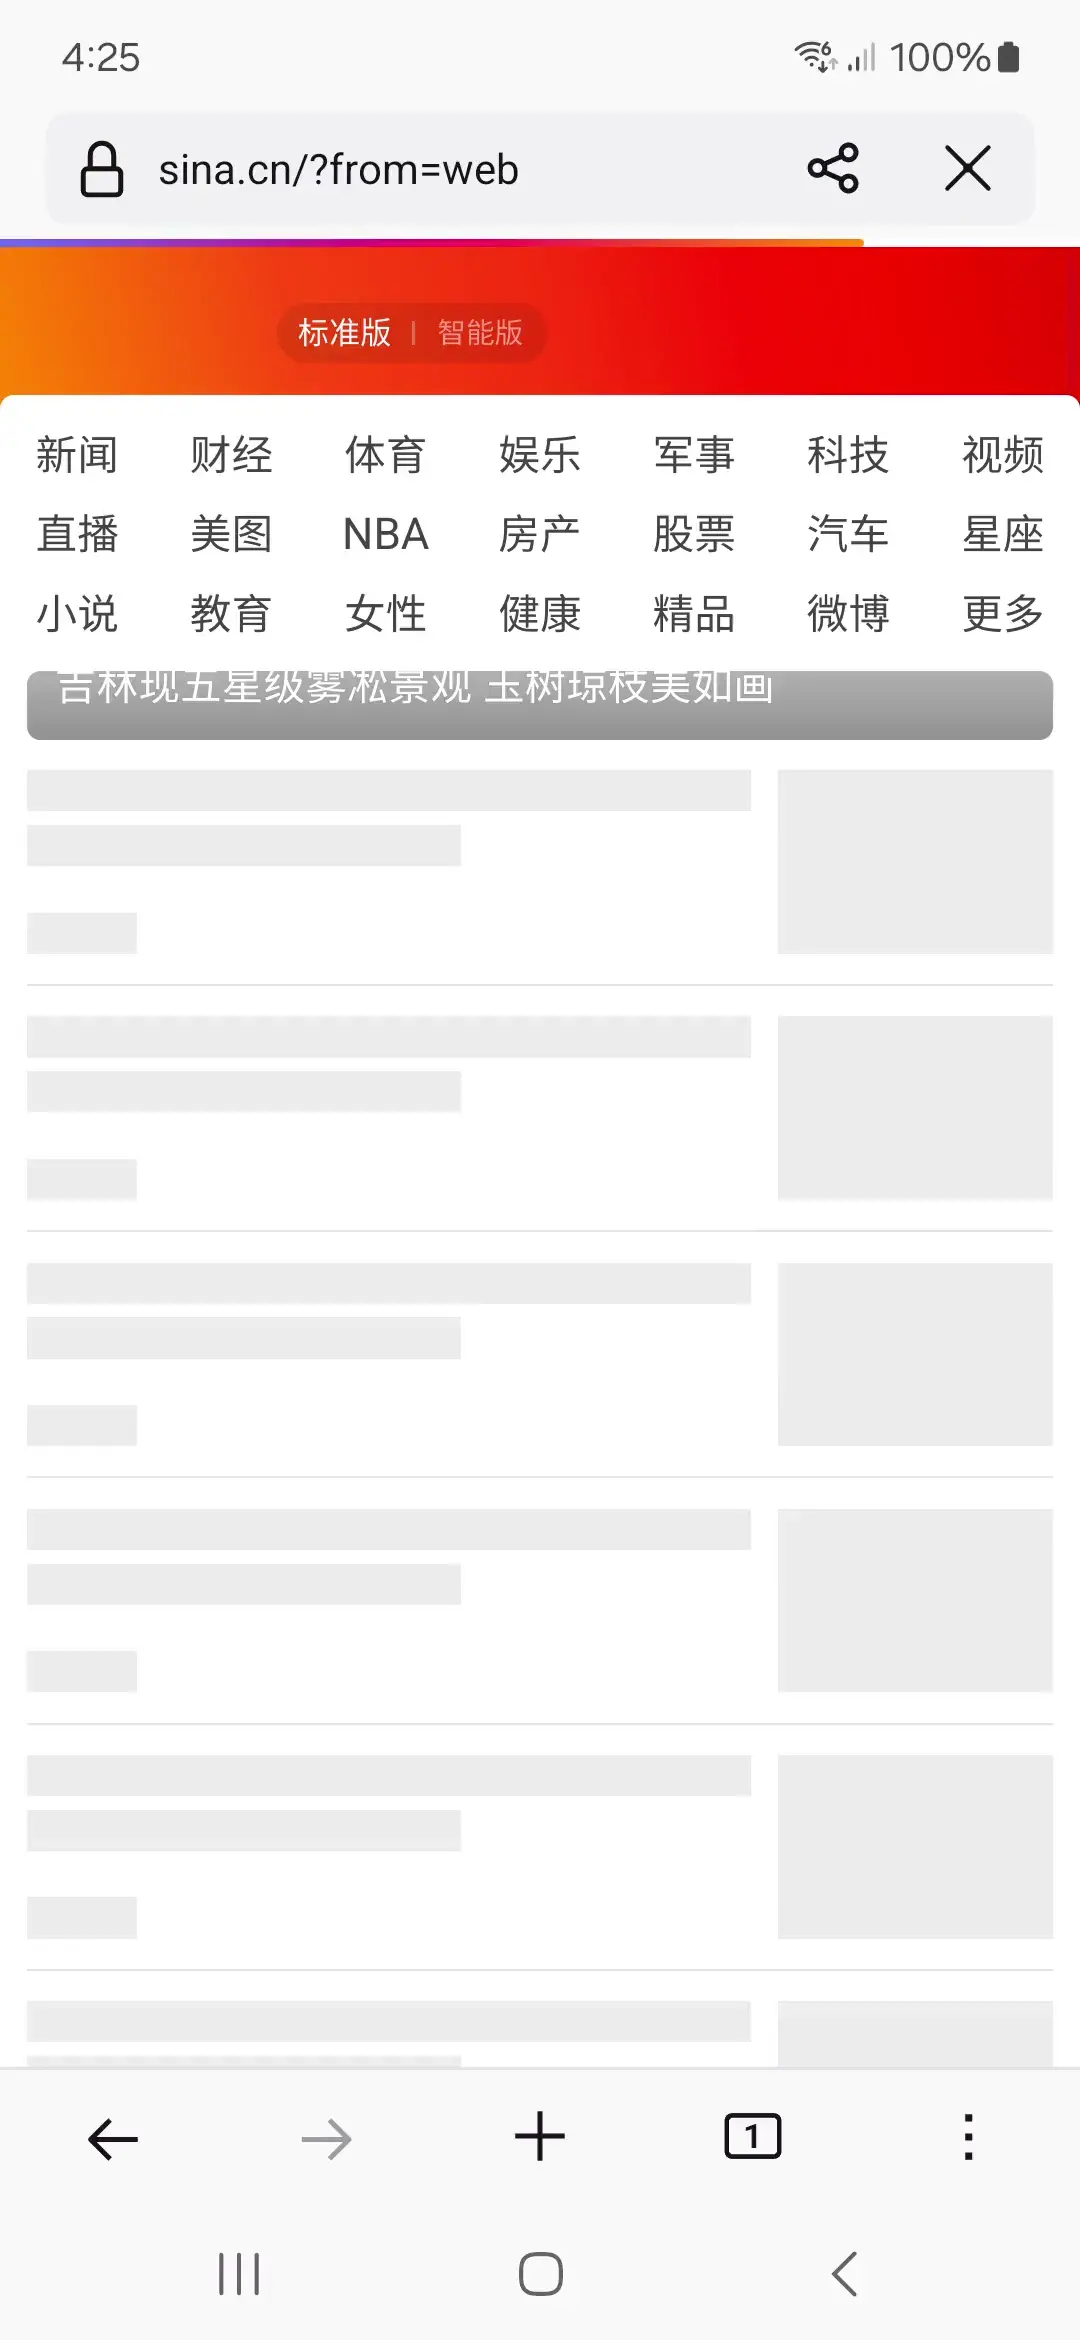 4:25
6 100%
sina.cn/?from=web
标准版 | 智能版
新闻 财经 体育 娱乐 军事 科技 视频
直播 美图 NBA 房产 股票 汽车 星座
小说 教育 女性 健康 精品 微博 更多
吉林现五星级雾凇景观 玉树琼枝美如画
1